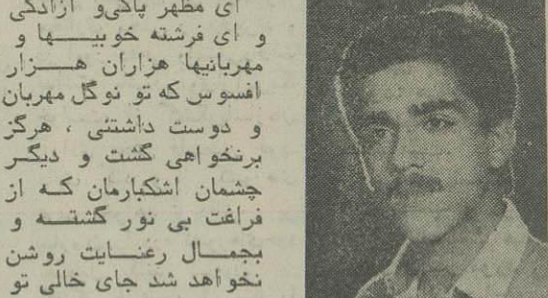 ای مظهر پاکی و آزادگی
و ای فرشته خوبیها و
مهربانیها هزاران هزار
افسوس که تو نوگل مهربان
و دوست داشتنی ، هرگز
برنخواهی گشت و دیگر
چشمان اشکبارمان که از
فراغت بی نور گشته و
بجمال رعنایت روشن
نخواهد شد جای خالی تو